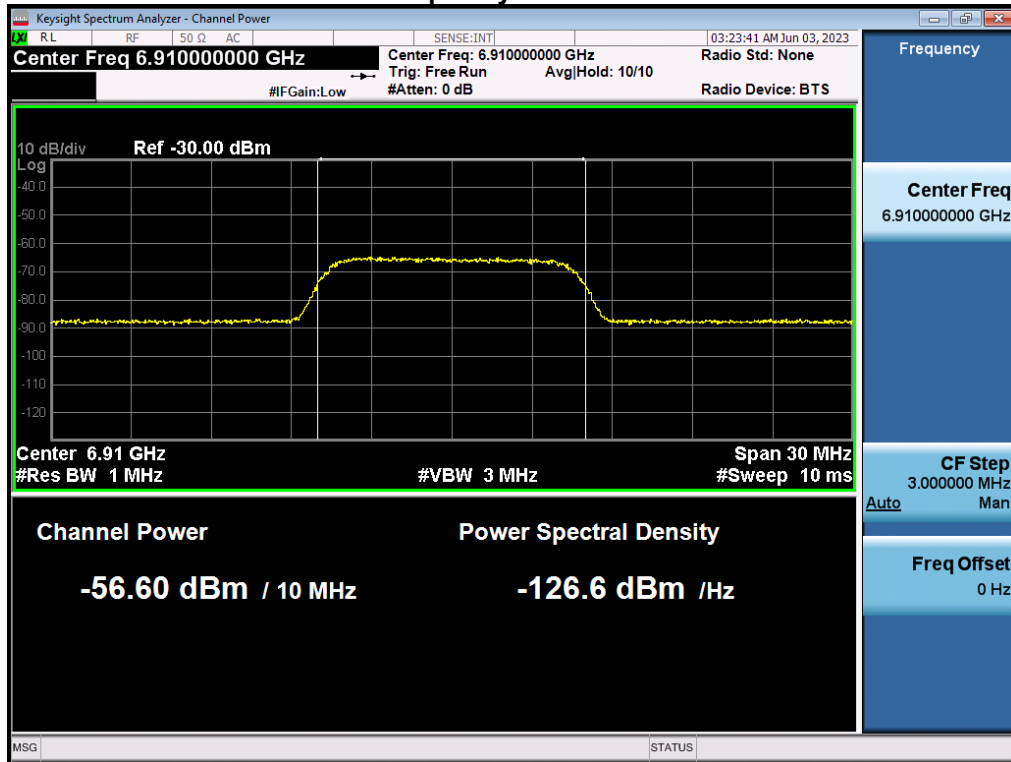 Keysight Spectrum Analyzer - Channel Power
LXI RL RF 50 Ω AC SENSE:INT 03:23:41 AM Jun 03, 2023
Center Freq 6.910000000 GHz
Center Freq: 6.910000000 GHz
Radio Std: None
Trig: Free Run Avg|Hold: 10/10
#IFGain:Low
#Atten: 0 dB
Radio Device: BTS
10 dB/div Ref -30.00 dBm
Log
-40.0
-50.0
-60.0
-70.0
-80.0
-90.0
-100
-110
-120
Center 6.91 GHz
Span 30 MHz
#Res BW 1 MHz
#VBW 3 MHz
#Sweep 10 ms
Channel Power
Power Spectral Density
-56.60 dBm / 10 MHz
-126.6 dBm /Hz
MSG
STATUS
Frequency
Center Freq
6.910000000 GHz
CF Step
3.000000 MHz
Auto Man
Freq Offset
0 Hz